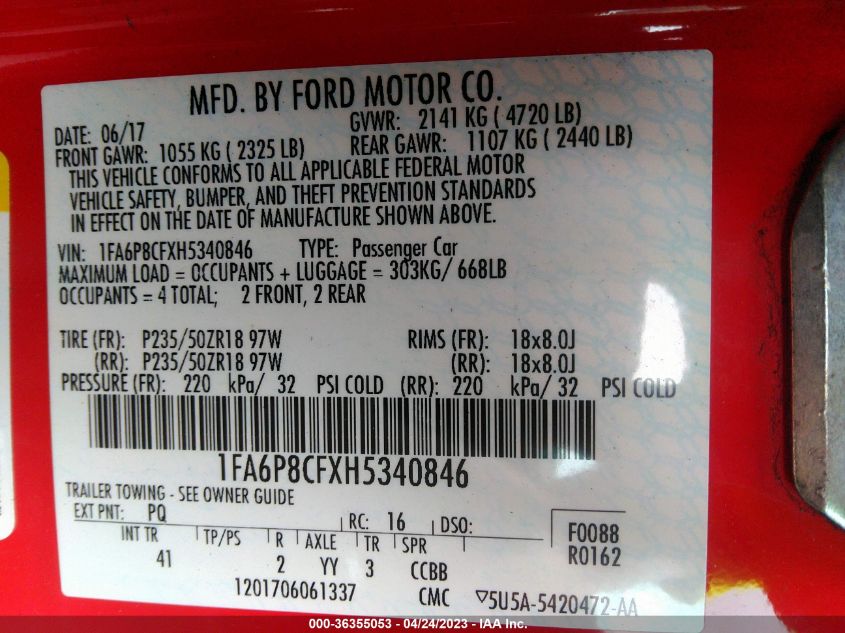 MFD. BY FORD MOTOR CO.
DATE: 06/17
GVWR: 2141 KG ( 4720 LB)
FRONT GAWR: 1055 KG ( 2325 LB)
REAR GAWR: 1107 KG ( 2440 LB)
THIS VEHICLE CONFORMS TO ALL APPLICABLE FEDERAL MOTOR
VEHICLE SAFETY, BUMPER, AND THEFT PREVENTION STANDARDS
IN EFFECT ON THE DATE OF MANUFACTURE SHOWN ABOVE.
VIN: 1FA6P8CFXH5340846 TYPE: Passenger Car
MAXIMUM LOAD = OCCUPANTS + LUGGAGE = 303KG/ 668LB
OCCUPANTS = 4 TOTAL; 2 FRONT, 2 REAR
TIRE (FR): P235/50ZR18 97W RIMS (FR): 18x8.0J
(RR): P235/50ZR18 97W (RR): 18x8.0J
PRESSURE (FR): 220 kPa/ 32 PSI COLD (RR): 220 kPa/ 32 PSI COLD
1FA6P8CFXH5340846
TRAILER TOWING - SEE OWNER GUIDE
EXT PNT: PQ RC: 16 DSO: F0088
INT TR TP/PS R AXLE TR SPR R0162
41 2 YY 3 CCBB
1201706061337 CMC ▽5U5A-5420472-AA
000-36355053 - 04/24/2023 - IAA Inc.